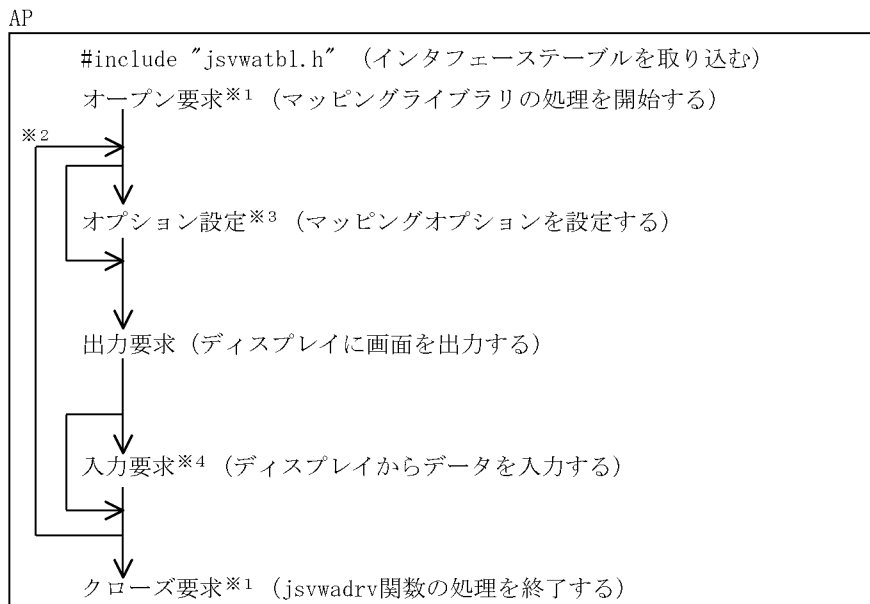 AP
#include "jsvwatbl.h" (インタフェーステーブルを取り込む)
オープン要求※1 (マッピングライブラリの処理を開始する)
※2
オプション設定※3 (マッピングオプションを設定する)
出力要求 (ディスプレイに画面を出力する)
入力要求※4 (ディスプレイからデータを入力する)
クローズ要求※1 (jsvwadrv関数の処理を終了する)